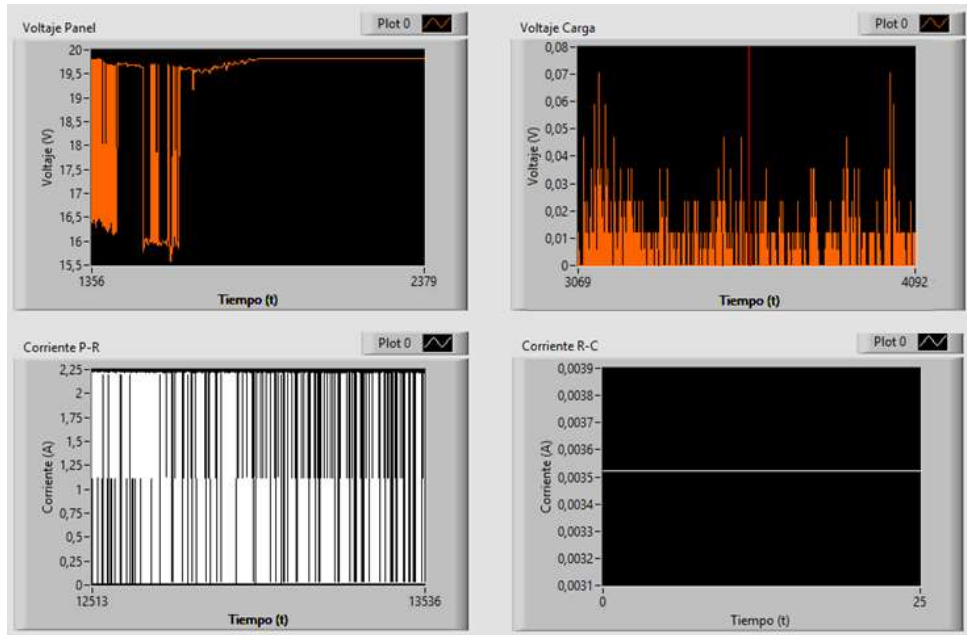 Voltaje Panel
Plot 0
20
19,5
19
18,5
18
17,5
17
16,5
16
15,5
Voltaje (V)
1356
2379
Tiempo (t)
Voltaje Carga
Plot 0
0,08
0,07
0,06
0,05
0,04
0,03
0,02
0,01
0
Voltaje (V)
3069
4092
Tiempo (t)
Corriente P-R
Plot 0
2,25
2
1,75
1,5
1,25
1
0,75
0,5
0,25
0
Corriente (A)
12513
13536
Tiempo (t)
Corriente R-C
Plot 0
0,0039
0,0038
0,0037
0,0036
0,0035
0,0034
0,0033
0,0032
0,0031
Corriente (A)
0
25
Tiempo (t)